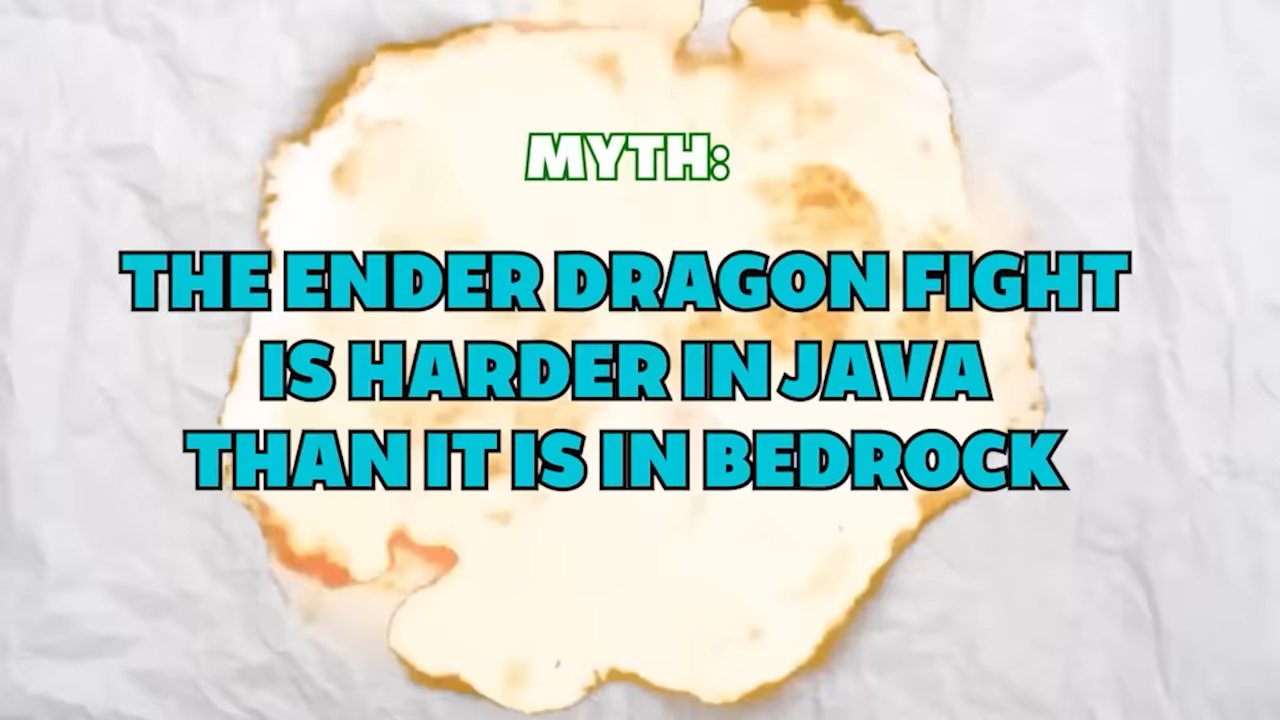 MYTH:
THE ENDER DRAGON FIGHT
IS HARDER IN JAVA
THAN IT IS IN BEDROCK